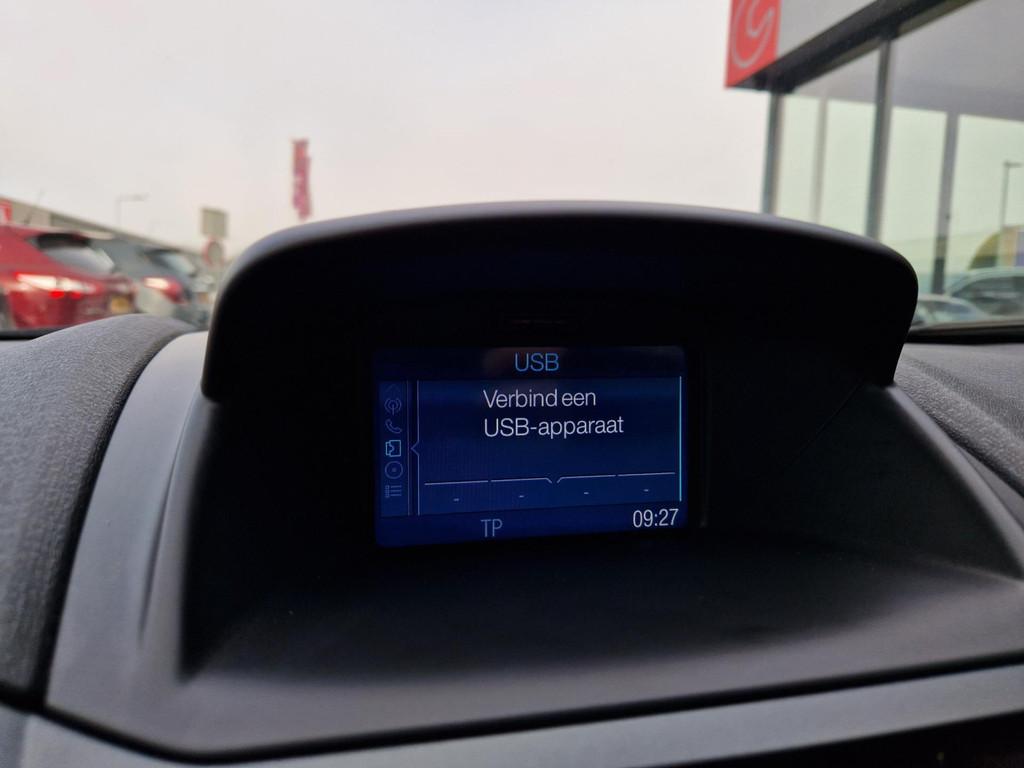 USB
Verbind een
USB-apparaat
TP
09:27